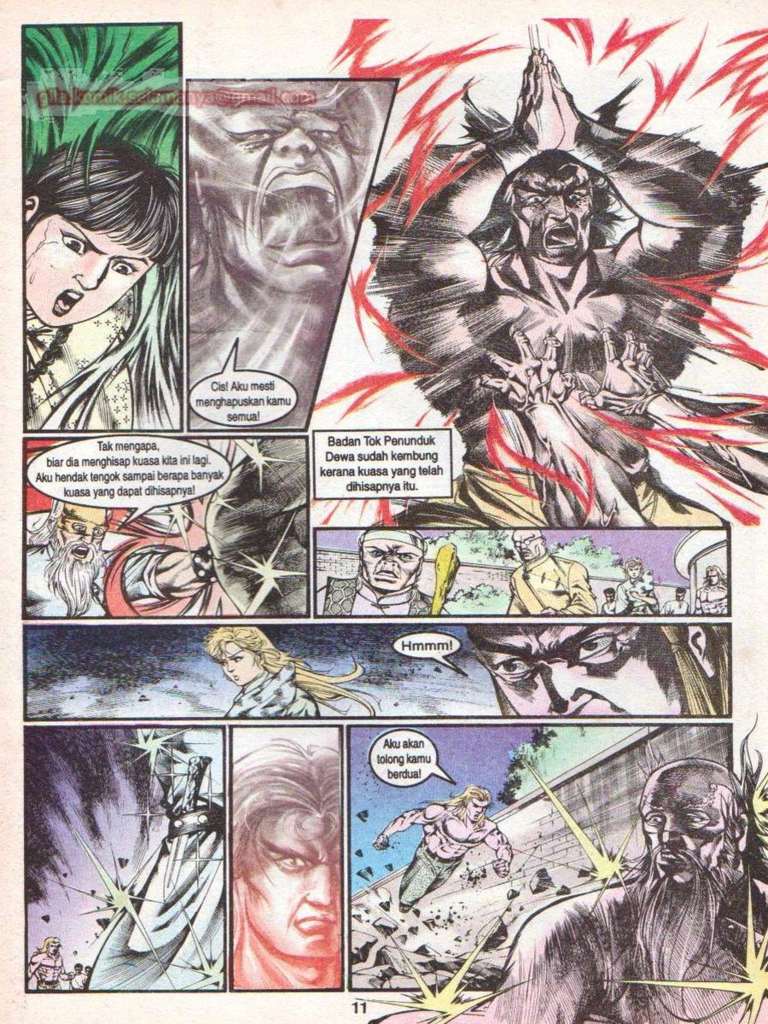 Cis! Aku mesti
menghapuskan kamu
semua!
Badan Tok Penunduk
Dewa sudah kembung
kerana kuasa yang telah
dihisapnya itu.
Tak mengapa,
biar dia menghisap kuasa kita ini lagi.
Aku hendak tengok sampai berapa banyak
kuasa yang dapat dihisapnya!
Hmmm!
Aku akan
tolong kamu
berdua!
11